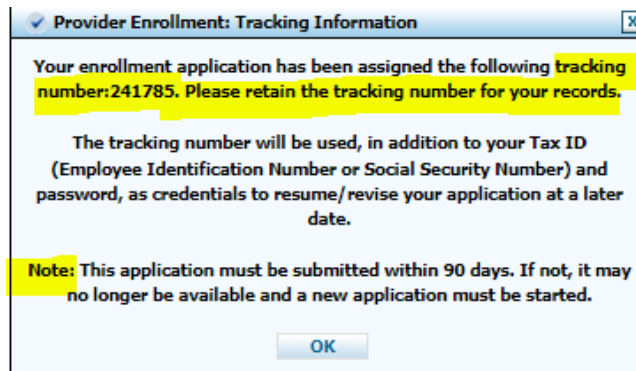 Provider Enrollment: Tracking Information
Your enrollment application has been assigned the following tracking
number:241785. Please retain the tracking number for your records.
The tracking number will be used, in addition to your Tax ID
(Employee Identification Number or Social Security Number) and
password, as credentials to resume/revise your application at a later
date.
Note: This application must be submitted within 90 days. If not, it may
no longer be available and a new application must be started.
OK